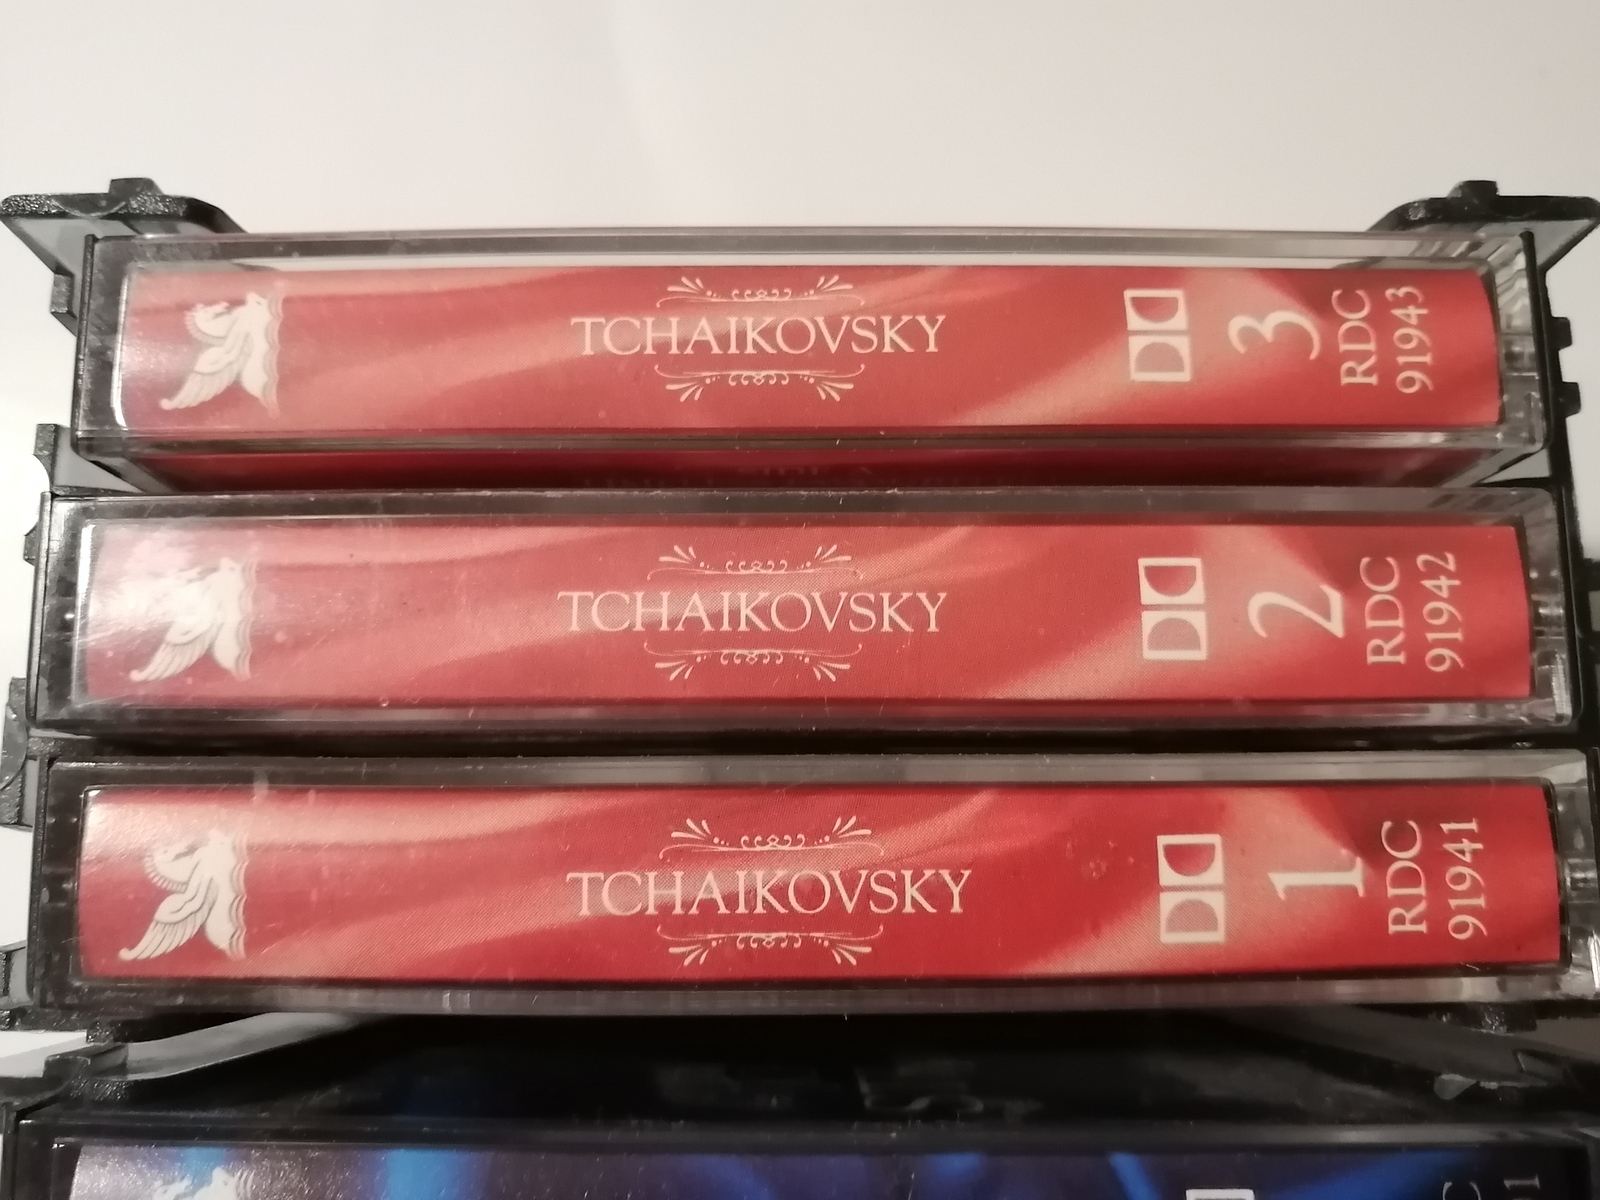 TCHAIKOVSKY
3
RDC
91943
TCHAIKOVSKY
2
RDC
91942
TCHAIKOVSKY
1
RDC
91941